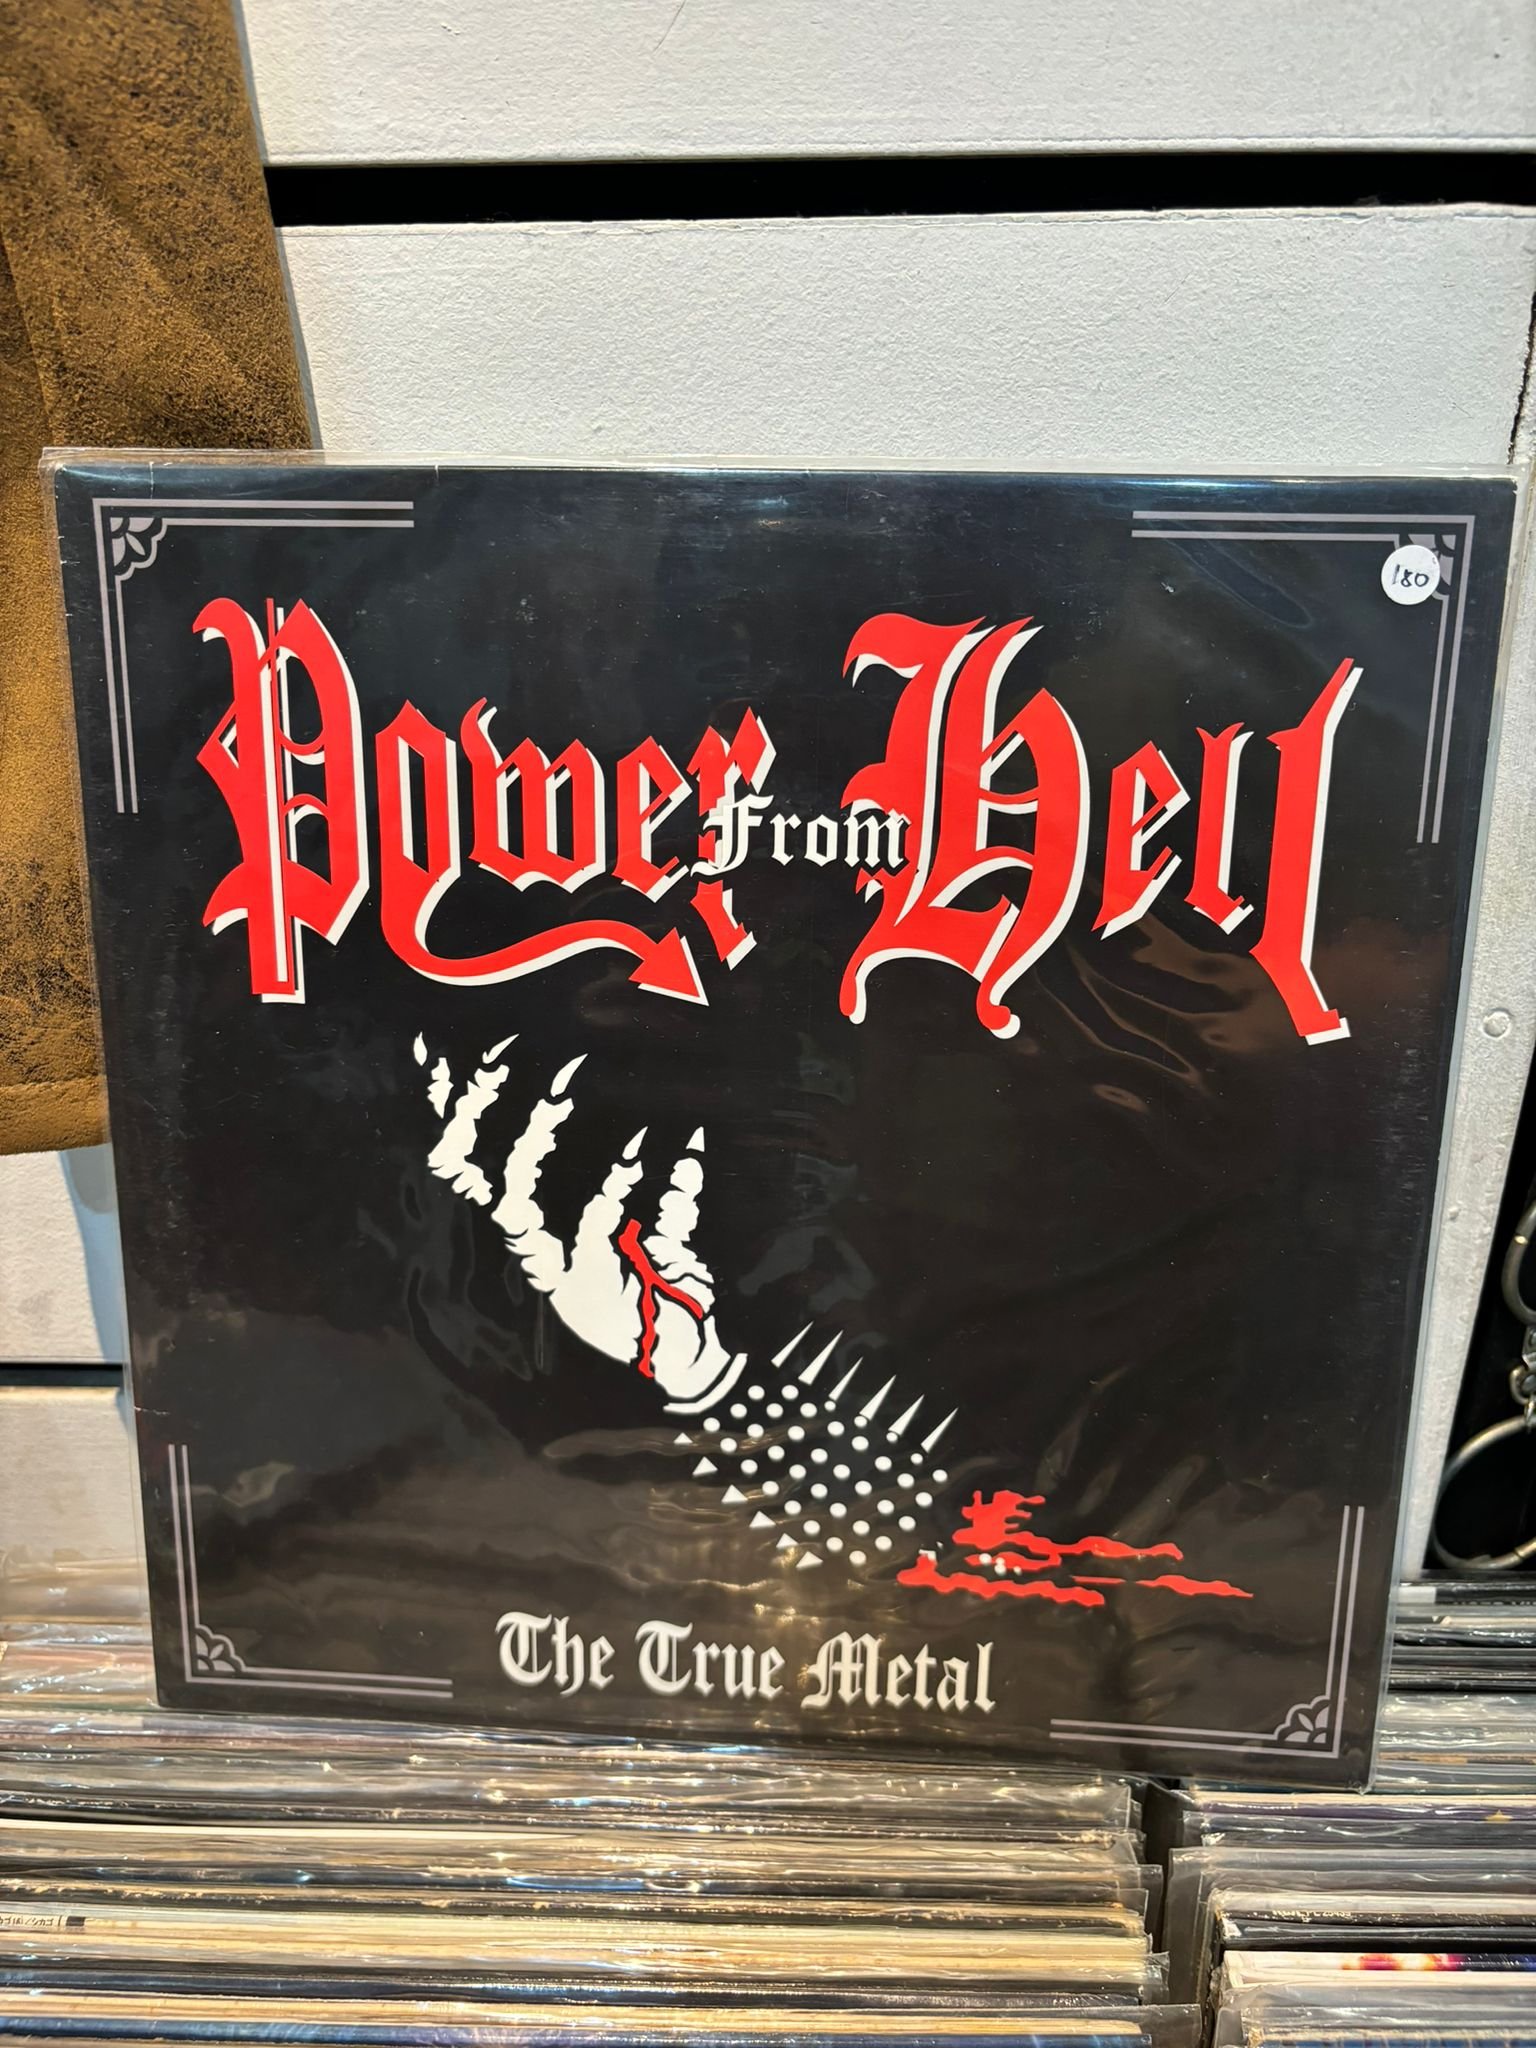 180
Power From Hell
The True Metal